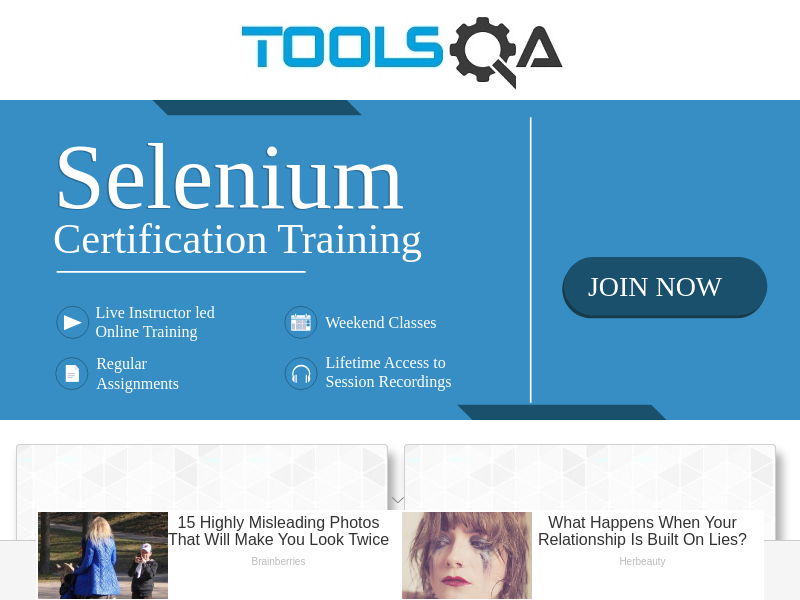 TOOLSQA
Selenium
Certification Training
Live Instructor led
Online Training
Weekend Classes
Regular
Assignments
Lifetime Access to
Session Recordings
JOIN NOW
15 Highly Misleading Photos
That Will Make You Look Twice
Brainberries
What Happens When Your
Relationship Is Built On Lies?
Herbeauty